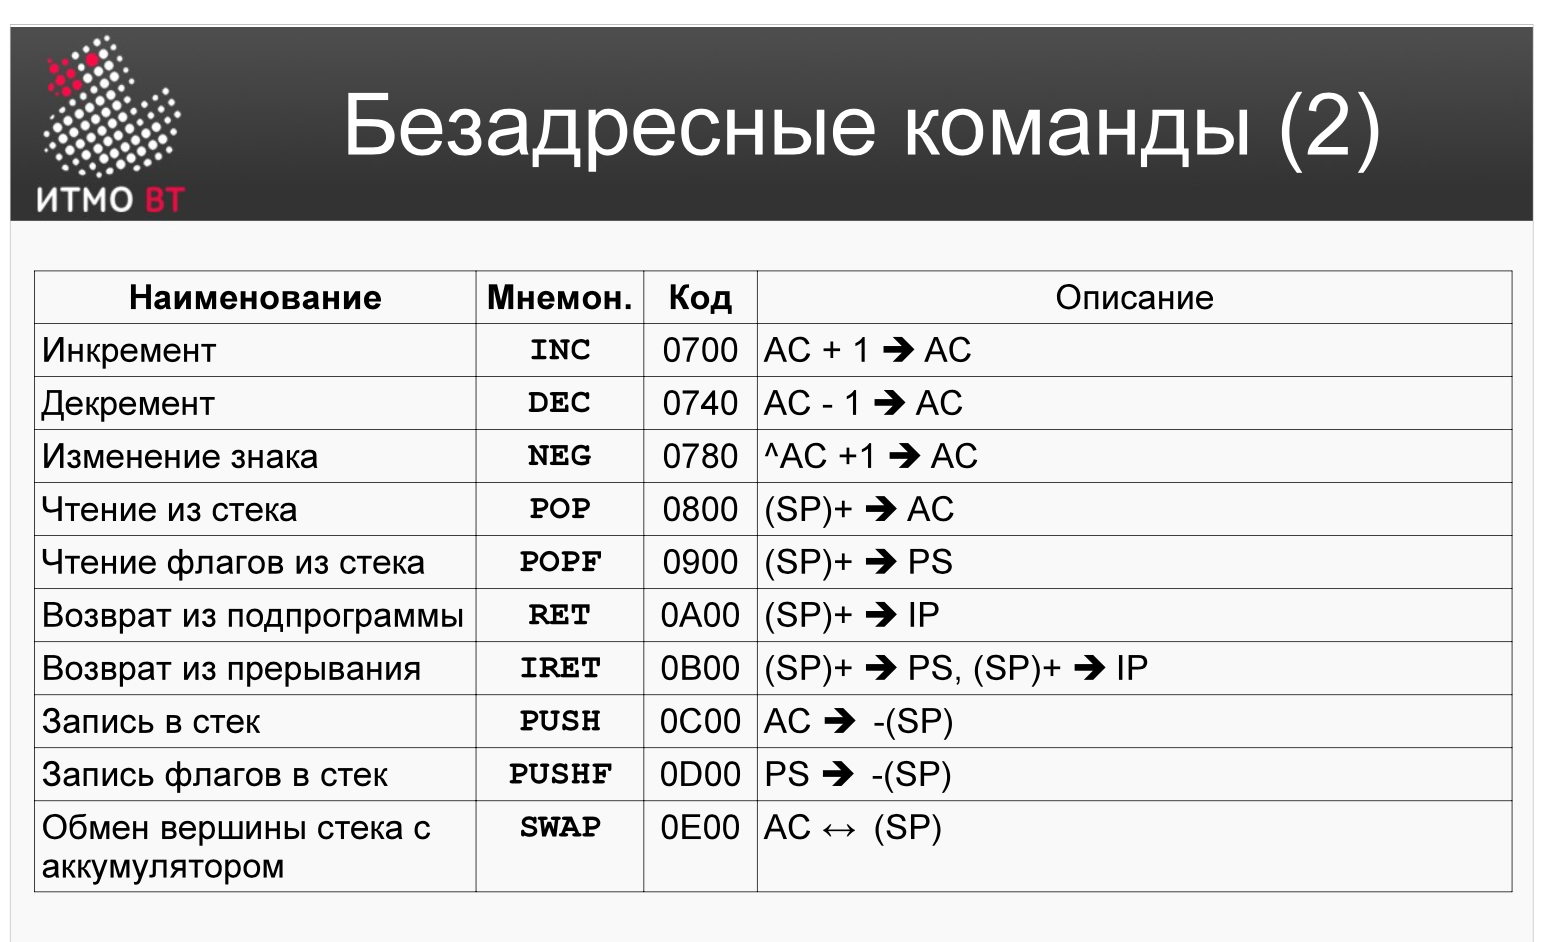 Безадресные команды (2)
ИТМО ВТ
Наименование Мнемон. Код Описание
Инкремент INC 0700 AC + 1 ➔ AC
Декремент DEC 0740 AC - 1 ➔ AC
Изменение знака NEG 0780 ^AC +1 ➔ AC
Чтение из стека POP 0800 (SP)+ ➔ AC
Чтение флагов из стека POPF 0900 (SP)+ ➔ PS
Возврат из подпрограммы RET 0A00 (SP)+ ➔ IP
Возврат из прерывания IRET 0B00 (SP)+ ➔ PS, (SP)+ ➔ IP
Запись в стек PUSH 0C00 AC ➔ -(SP)
Запись флагов в стек PUSHF 0D00 PS ➔ -(SP)
Обмен вершины стека с SWAP 0E00 AC ↔ (SP)
аккумулятором